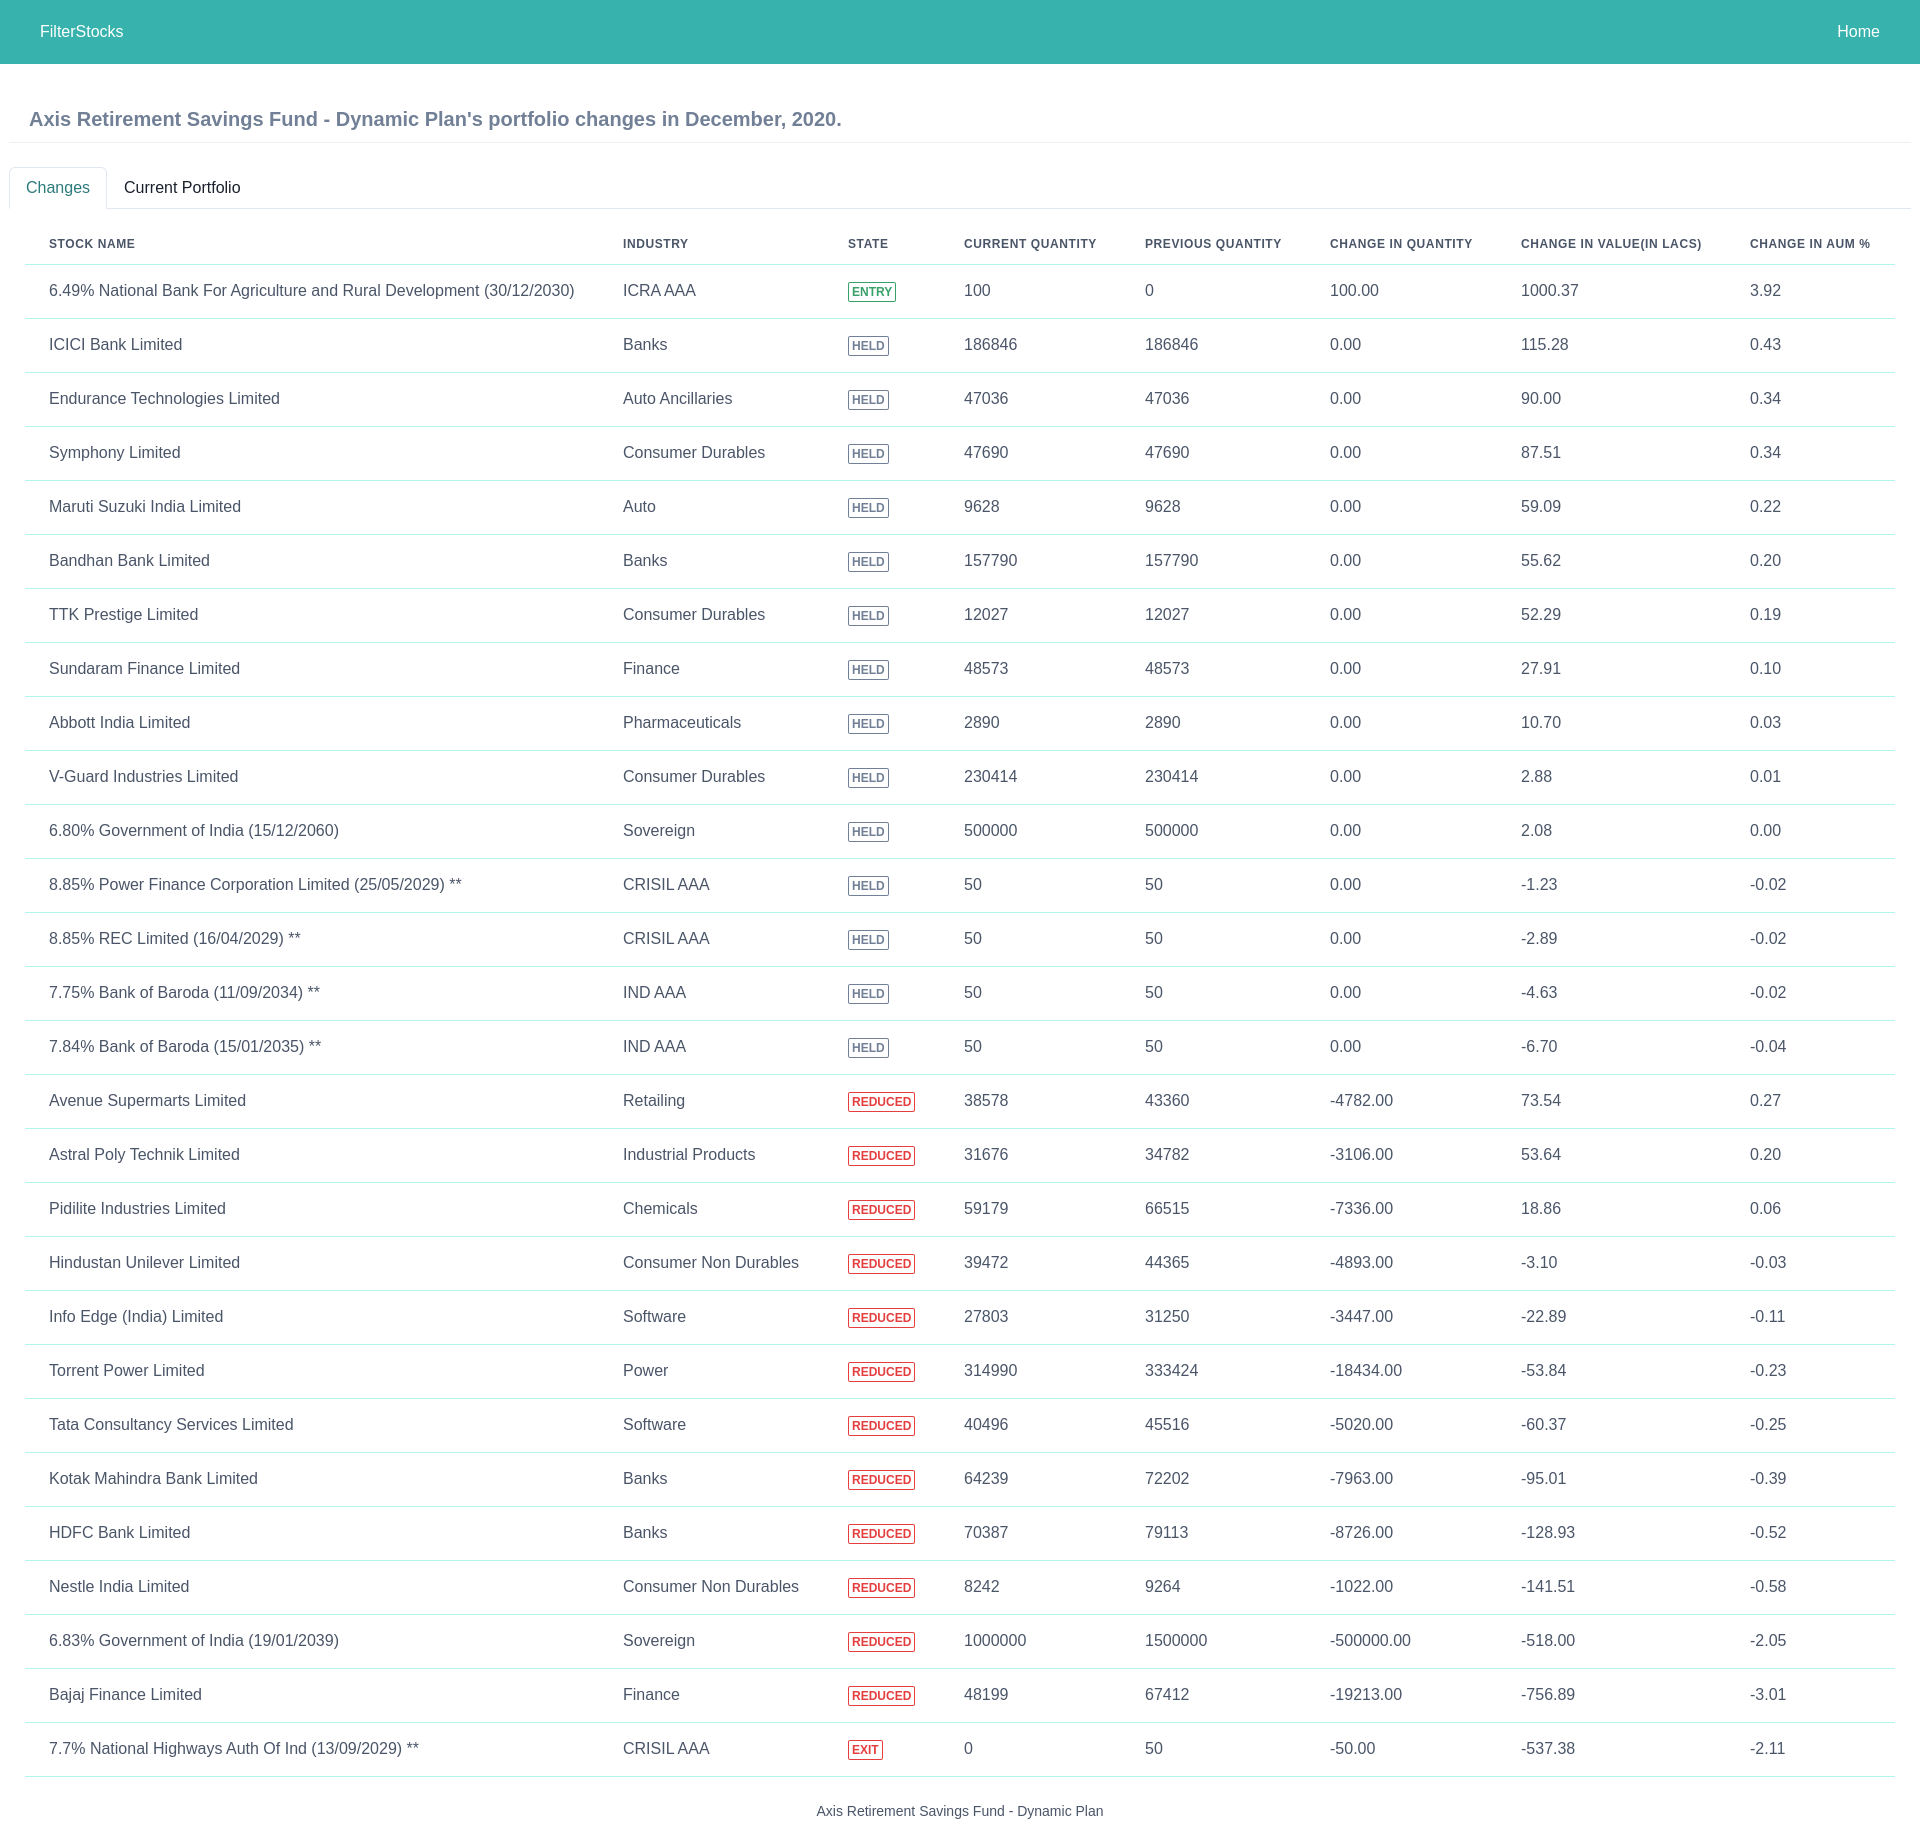 FilterStocks Home
Axis Retirement Savings Fund - Dynamic Plan's portfolio changes in December, 2020.
Changes Current Portfolio
STOCK NAME INDUSTRY STATE CURRENT QUANTITY PREVIOUS QUANTITY CHANGE IN QUANTITY CHANGE IN VALUE(IN LACS) CHANGE IN AUM %
6.49% National Bank For Agriculture and Rural Development (30/12/2030) ICRA AAA ENTRY 100 0 100.00 1000.37 3.92
ICICI Bank Limited Banks HELD 186846 186846 0.00 115.28 0.43
Endurance Technologies Limited Auto Ancillaries HELD 47036 47036 0.00 90.00 0.34
Symphony Limited Consumer Durables HELD 47690 47690 0.00 87.51 0.34
Maruti Suzuki India Limited Auto HELD 9628 9628 0.00 59.09 0.22
Bandhan Bank Limited Banks HELD 157790 157790 0.00 55.62 0.20
TTK Prestige Limited Consumer Durables HELD 12027 12027 0.00 52.29 0.19
Sundaram Finance Limited Finance HELD 48573 48573 0.00 27.91 0.10
Abbott India Limited Pharmaceuticals HELD 2890 2890 0.00 10.70 0.03
V-Guard Industries Limited Consumer Durables HELD 230414 230414 0.00 2.88 0.01
6.80% Government of India (15/12/2060) Sovereign HELD 500000 500000 0.00 2.08 0.00
8.85% Power Finance Corporation Limited (25/05/2029) ** CRISIL AAA HELD 50 50 0.00 -1.23 -0.02
8.85% REC Limited (16/04/2029) ** CRISIL AAA HELD 50 50 0.00 -2.89 -0.02
7.75% Bank of Baroda (11/09/2034) ** IND AAA HELD 50 50 0.00 -4.63 -0.02
7.84% Bank of Baroda (15/01/2035) ** IND AAA HELD 50 50 0.00 -6.70 -0.04
Avenue Supermarts Limited Retailing REDUCED 38578 43360 -4782.00 73.54 0.27
Astral Poly Technik Limited Industrial Products REDUCED 31676 34782 -3106.00 53.64 0.20
Pidilite Industries Limited Chemicals REDUCED 59179 66515 -7336.00 18.86 0.06
Hindustan Unilever Limited Consumer Non Durables REDUCED 39472 44365 -4893.00 -3.10 -0.03
Info Edge (India) Limited Software REDUCED 27803 31250 -3447.00 -22.89 -0.11
Torrent Power Limited Power REDUCED 314990 333424 -18434.00 -53.84 -0.23
Tata Consultancy Services Limited Software REDUCED 40496 45516 -5020.00 -60.37 -0.25
Kotak Mahindra Bank Limited Banks REDUCED 64239 72202 -7963.00 -95.01 -0.39
HDFC Bank Limited Banks REDUCED 70387 79113 -8726.00 -128.93 -0.52
Nestle India Limited Consumer Non Durables REDUCED 8242 9264 -1022.00 -141.51 -0.58
6.83% Government of India (19/01/2039) Sovereign REDUCED 1000000 1500000 -500000.00 -518.00 -2.05
Bajaj Finance Limited Finance REDUCED 48199 67412 -19213.00 -756.89 -3.01
7.7% National Highways Auth Of Ind (13/09/2029) ** CRISIL AAA EXIT 0 50 -50.00 -537.38 -2.11
Axis Retirement Savings Fund - Dynamic Plan